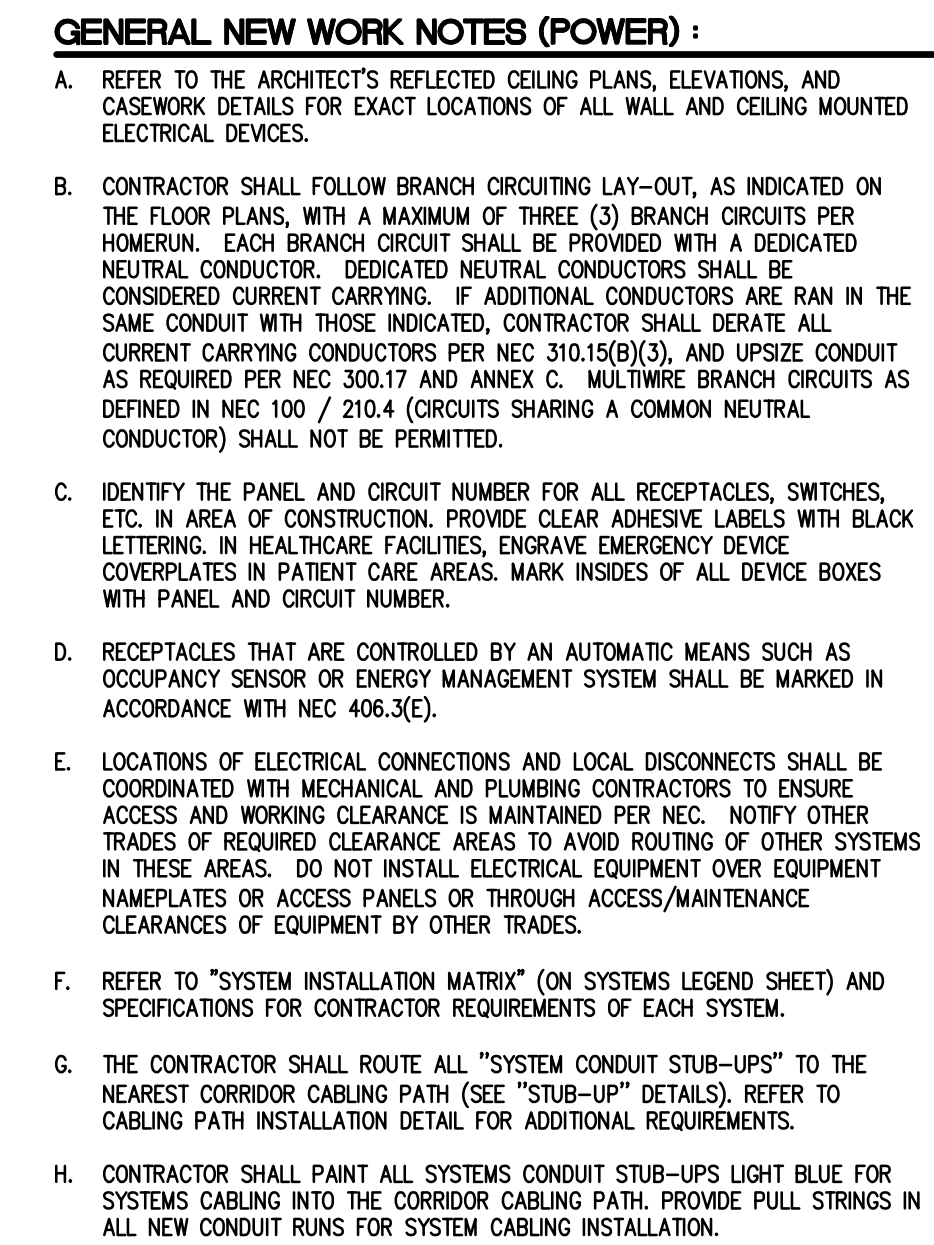 GENERAL NEW WORK NOTES (POWER) :
A. REFER TO THE ARCHITECT'S REFLECTED CEILING PLANS, ELEVATIONS, AND
CASEWORK DETAILS FOR EXACT LOCATIONS OF ALL WALL AND CEILING MOUNTED
ELECTRICAL DEVICES.
B. CONTRACTOR SHALL FOLLOW BRANCH CIRCUITING LAY-OUT, AS INDICATED ON
THE FLOOR PLANS, WITH A MAXIMUM OF THREE (3) BRANCH CIRCUITS PER
HOMERUN. EACH BRANCH CIRCUIT SHALL BE PROVIDED WITH A DEDICATED
NEUTRAL CONDUCTOR. DEDICATED NEUTRAL CONDUCTORS SHALL BE
CONSIDERED CURRENT CARRYING. IF ADDITIONAL CONDUCTORS ARE RAN IN THE
SAME CONDUIT WITH THOSE INDICATED, CONTRACTOR SHALL DERATE ALL
CURRENT CARRYING CONDUCTORS PER NEC 310.15(B)(3), AND UPSIZE CONDUIT
AS REQUIRED PER NEC 300.17 AND ANNEX C. MULTIWIRE BRANCH CIRCUITS AS
DEFINED IN NEC 100 / 210.4 (CIRCUITS SHARING A COMMON NEUTRAL
CONDUCTOR) SHALL NOT BE PERMITTED.
C. IDENTIFY THE PANEL AND CIRCUIT NUMBER FOR ALL RECEPTACLES, SWITCHES,
ETC. IN AREA OF CONSTRUCTION. PROVIDE CLEAR ADHESIVE LABELS WITH BLACK
LETTERING. IN HEALTHCARE FACILITIES, ENGRAVE EMERGENCY DEVICE
COVERPLATES IN PATIENT CARE AREAS. MARK INSIDES OF ALL DEVICE BOXES
WITH PANEL AND CIRCUIT NUMBER.
D. RECEPTACLES THAT ARE CONTROLLED BY AN AUTOMATIC MEANS SUCH AS
OCCUPANCY SENSOR OR ENERGY MANAGEMENT SYSTEM SHALL BE MARKED IN
ACCORDANCE WITH NEC 406.3(E).
E. LOCATIONS OF ELECTRICAL CONNECTIONS AND LOCAL DISCONNECTS SHALL BE
COORDINATED WITH MECHANICAL AND PLUMBING CONTRACTORS TO ENSURE
ACCESS AND WORKING CLEARANCE IS MAINTAINED PER NEC. NOTIFY OTHER
TRADES OF REQUIRED CLEARANCE AREAS TO AVOID ROUTING OF OTHER SYSTEMS
IN THESE AREAS. DO NOT INSTALL ELECTRICAL EQUIPMENT OVER EQUIPMENT
NAMEPLATES OR ACCESS PANELS OR THROUGH ACCESS/MAINTENANCE
CLEARANCES OF EQUIPMENT BY OTHER TRADES.
F. REFER TO "SYSTEM INSTALLATION MATRIX" (ON SYSTEMS LEGEND SHEET) AND
SPECIFICATIONS FOR CONTRACTOR REQUIREMENTS OF EACH SYSTEM.
G. THE CONTRACTOR SHALL ROUTE ALL "SYSTEM CONDUIT STUB-UPS" TO THE
NEAREST CORRIDOR CABLING PATH (SEE "STUB-UP" DETAILS). REFER TO
CABLING PATH INSTALLATION DETAIL FOR ADDITIONAL REQUIREMENTS.
H. CONTRACTOR SHALL PAINT ALL SYSTEMS CONDUIT STUB-UPS LIGHT BLUE FOR
SYSTEMS CABLING INTO THE CORRIDOR CABLING PATH. PROVIDE PULL STRINGS IN
ALL NEW CONDUIT RUNS FOR SYSTEM CABLING INSTALLATION.